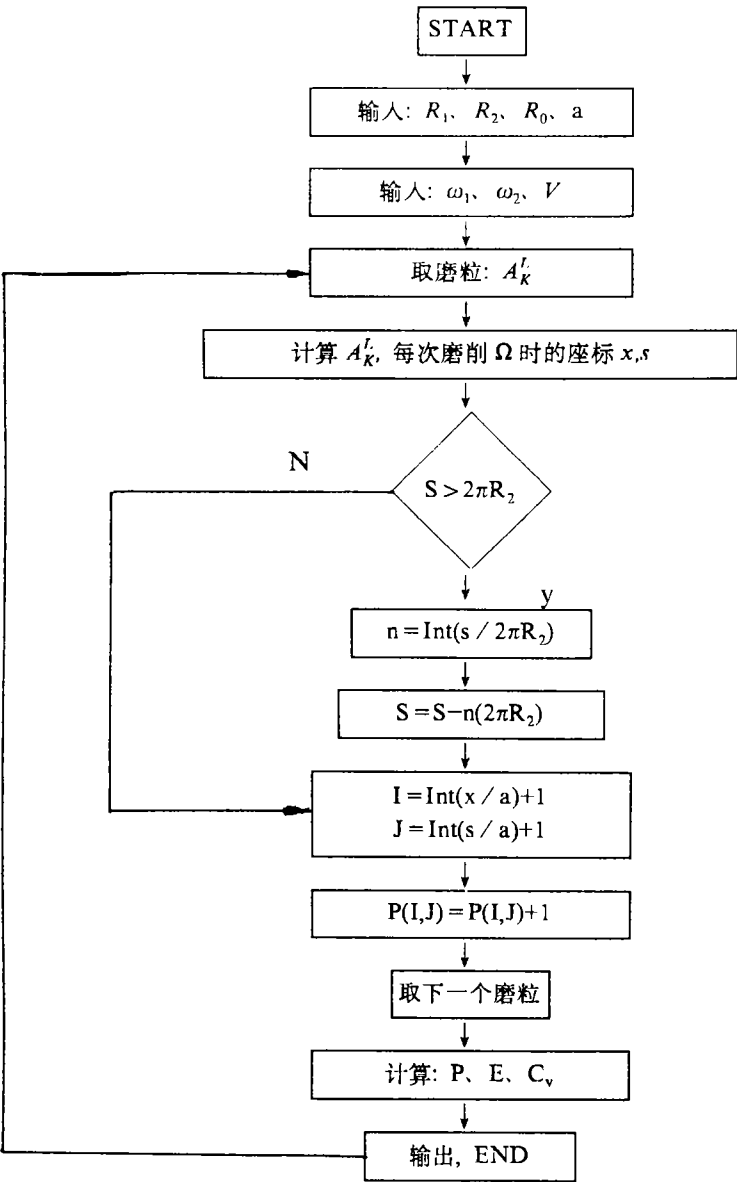 START
输入: R₁、R₂、R₀、a
输入: ω₁、ω₂、V
取磨粒: A_K^L
计算 A_K^L, 每次磨削 Ω 时的座标 x,s
N
S>2πR₂
y
n=Int(s/2πR₂)
S=S-n(2πR₂)
I=Int(x/a)+1
J=Int(s/a)+1
P(I,J)=P(I,J)+1
取下一个磨粒
计算: P、E、Cᵥ
输出, END